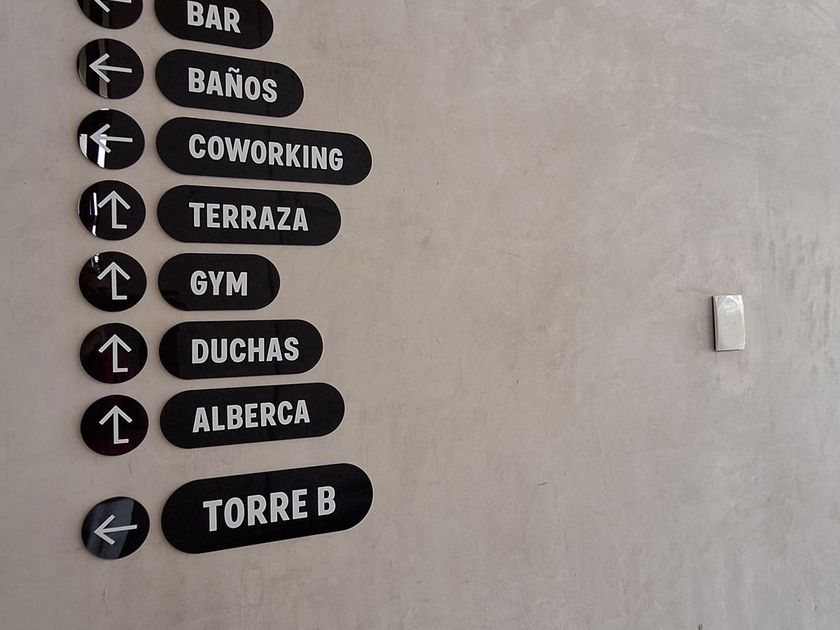 BAR
BAÑOS
COWORKING
TERRAZA
GYM
DUCHAS
ALBERCA
TORRE B